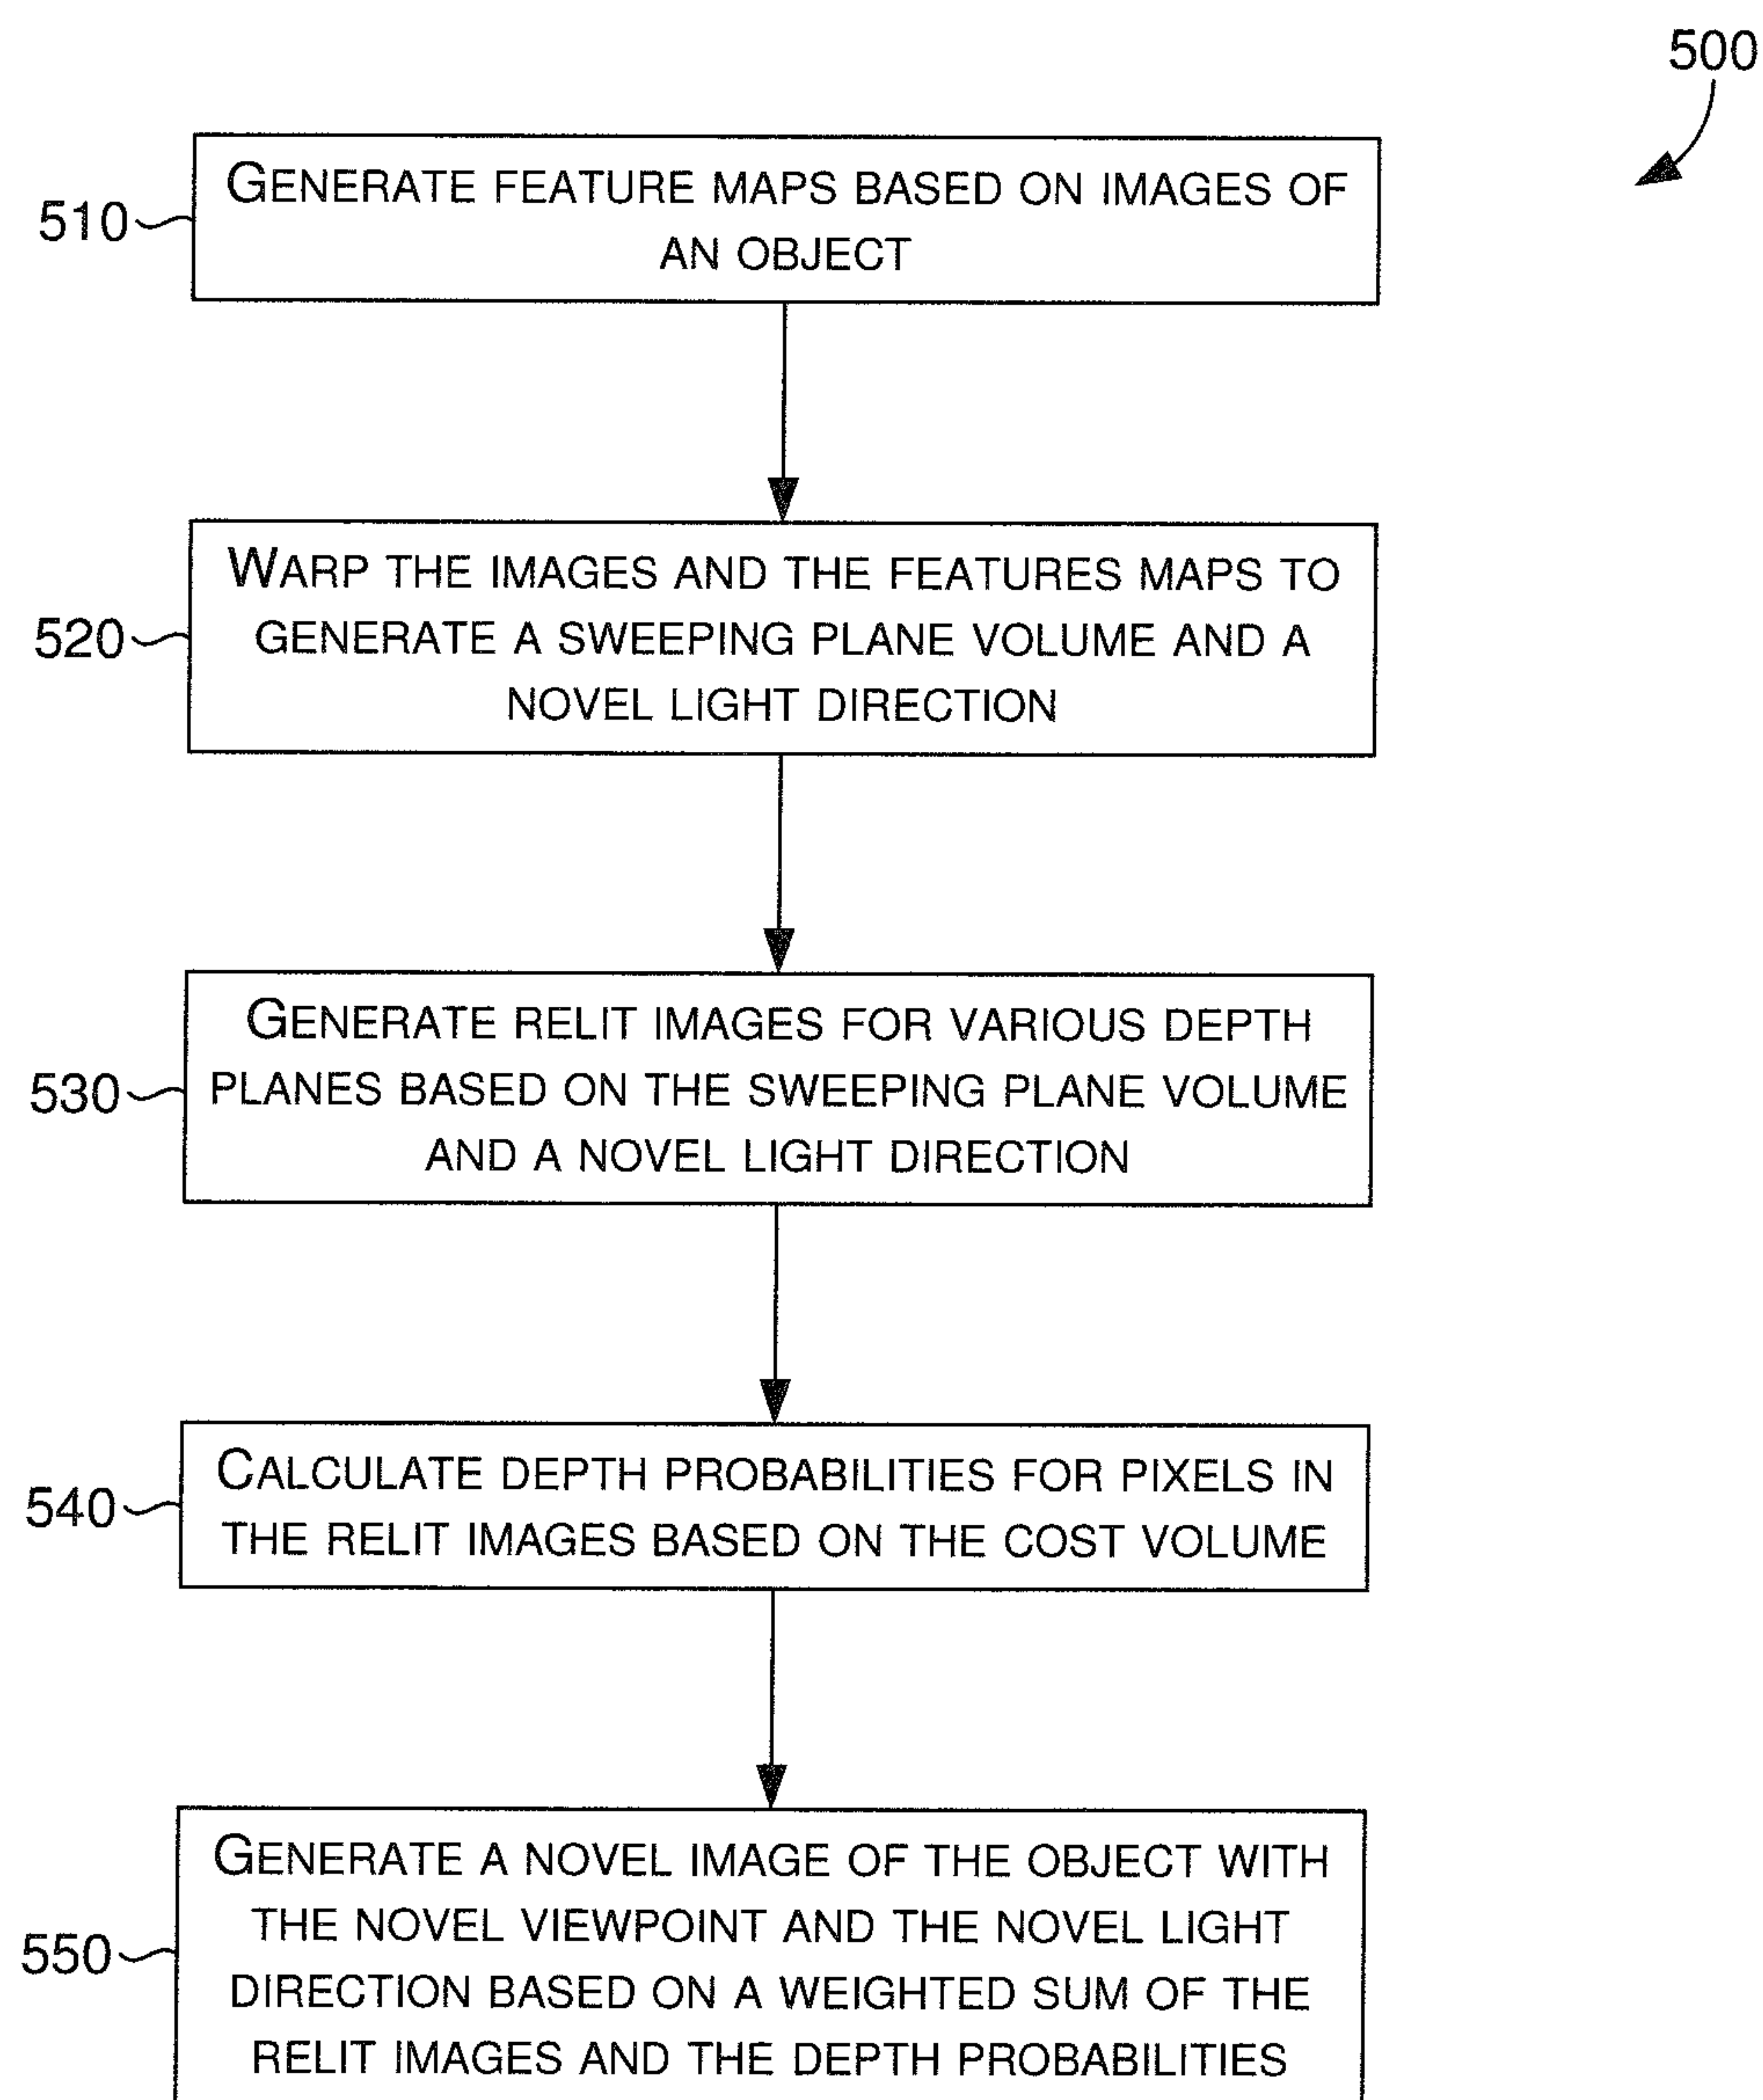 500
510
GENERATE FEATURE MAPS BASED ON IMAGES OF
AN OBJECT
520
WARP THE IMAGES AND THE FEATURES MAPS TO
GENERATE A SWEEPING PLANE VOLUME AND A
NOVEL LIGHT DIRECTION
530
GENERATE RELIT IMAGES FOR VARIOUS DEPTH
PLANES BASED ON THE SWEEPING PLANE VOLUME
AND A NOVEL LIGHT DIRECTION
540
CALCULATE DEPTH PROBABILITIES FOR PIXELS IN
THE RELIT IMAGES BASED ON THE COST VOLUME
550
GENERATE A NOVEL IMAGE OF THE OBJECT WITH
THE NOVEL VIEWPOINT AND THE NOVEL LIGHT
DIRECTION BASED ON A WEIGHTED SUM OF THE
RELIT IMAGES AND THE DEPTH PROBABILITIES